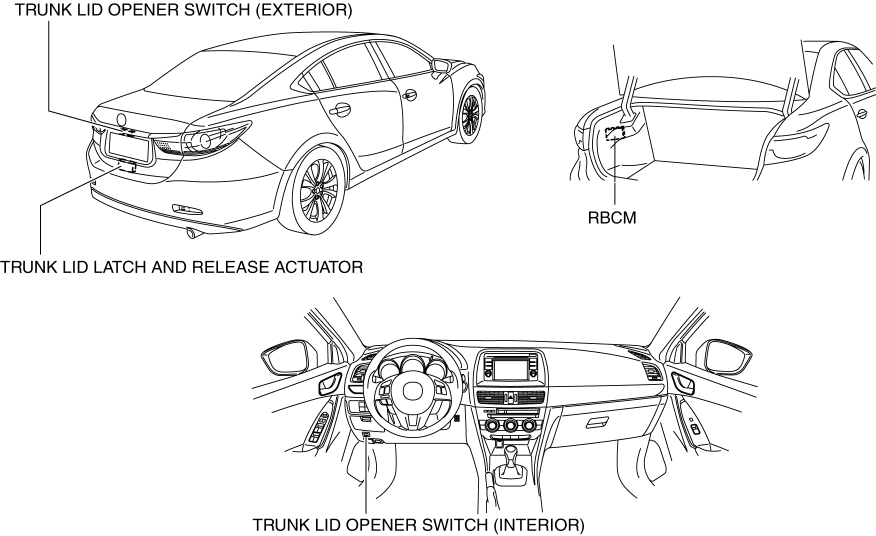 TRUNK LID OPENER SWITCH (EXTERIOR)
RBCM
TRUNK LID LATCH AND RELEASE ACTUATOR
TRUNK LID OPENER SWITCH (INTERIOR)